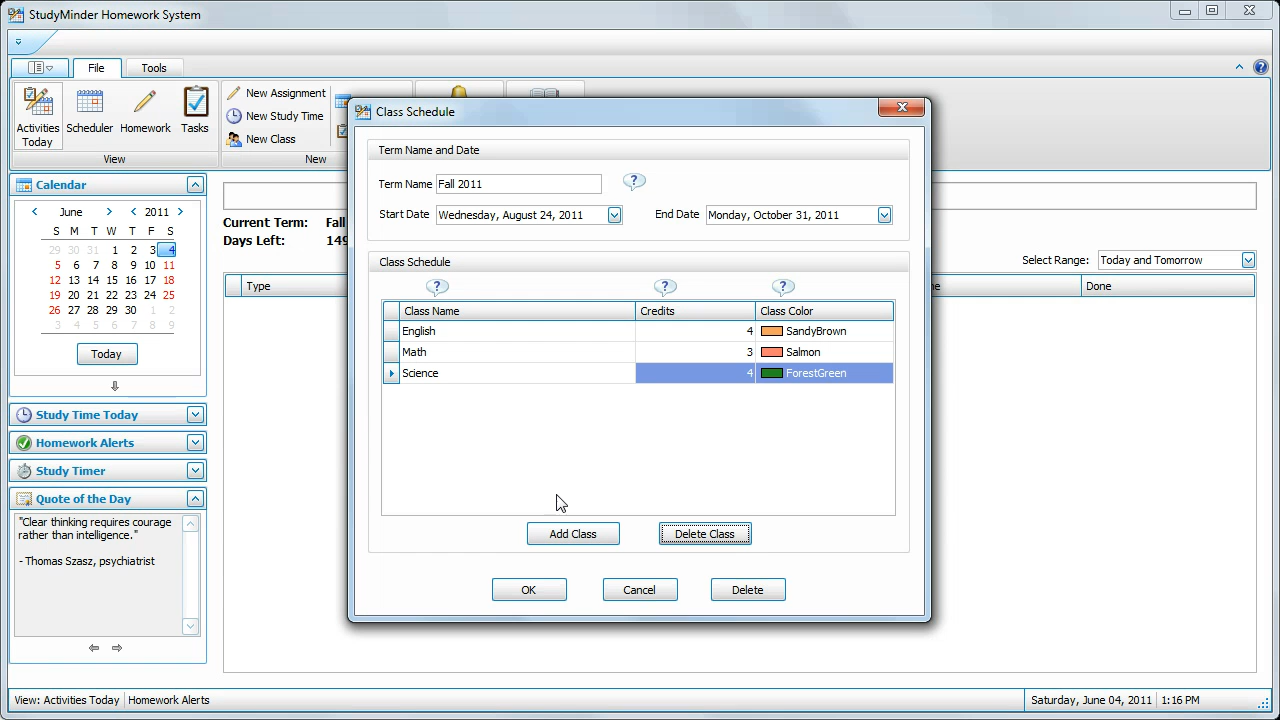 StudyMinder Homework System
File
Tools
Activities Today
Scheduler
Homework
Tasks
View
New Assignment
New Study Time
New Class
New
Calendar
June 2011
S M T W T F S
29 30 31 1 2 3 4
5 6 7 8 9 10 11
12 13 14 15 16 17 18
19 20 21 22 23 24 25
26 27 28 29 30 1 2
3 4 5 6 7 8 9
Today
Study Time Today
Homework Alerts
Study Timer
Quote of the Day
"Clear thinking requires courage
rather than intelligence."
- Thomas Szasz, psychiatrist
Current Term: Fall
Days Left: 149
Select Range: Today and Tomorrow
Type
Done
Class Schedule
Term Name and Date
Term Name Fall 2011
Start Date Wednesday, August 24, 2011 End Date Monday, October 31, 2011
Class Schedule
Class Name Credits Class Color
English 4 SandyBrown
Math 3 Salmon
Science 4 ForestGreen
Add Class Delete Class
OK Cancel Delete
View: Activities Today Homework Alerts Saturday, June 04, 2011 1:16 PM